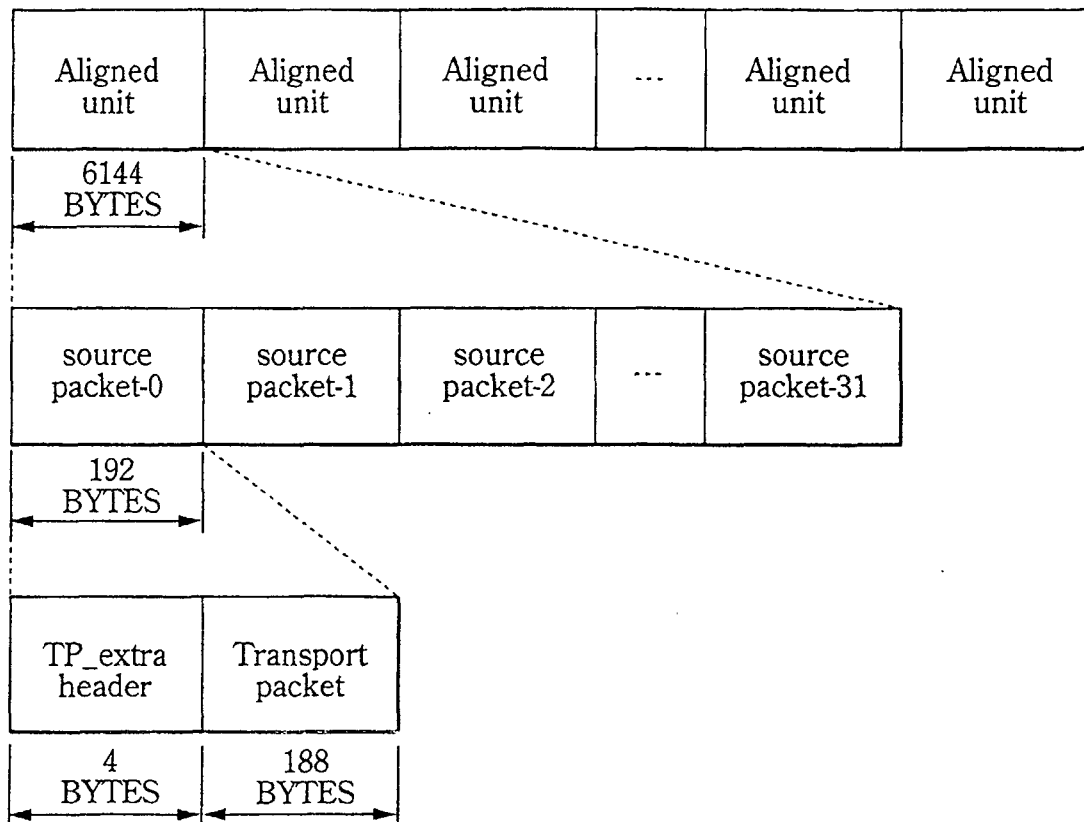 Aligned unit
Aligned unit
Aligned unit
...
Aligned unit
Aligned unit
6144 BYTES
source packet-0
source packet-1
source packet-2
...
source packet-31
192 BYTES
TP_extra header
Transport packet
4 BYTES
188 BYTES